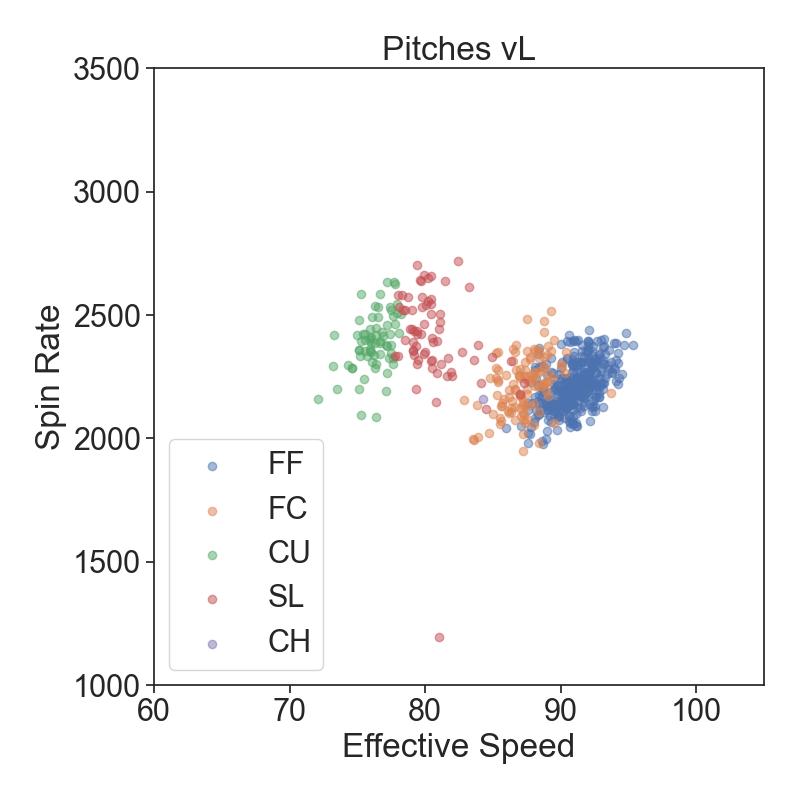 Pitches vL
3500
3000
2500
2000
1500
1000
Spin Rate
FF
FC
CU
SL
CH
60 70 80 90 100
Effective Speed